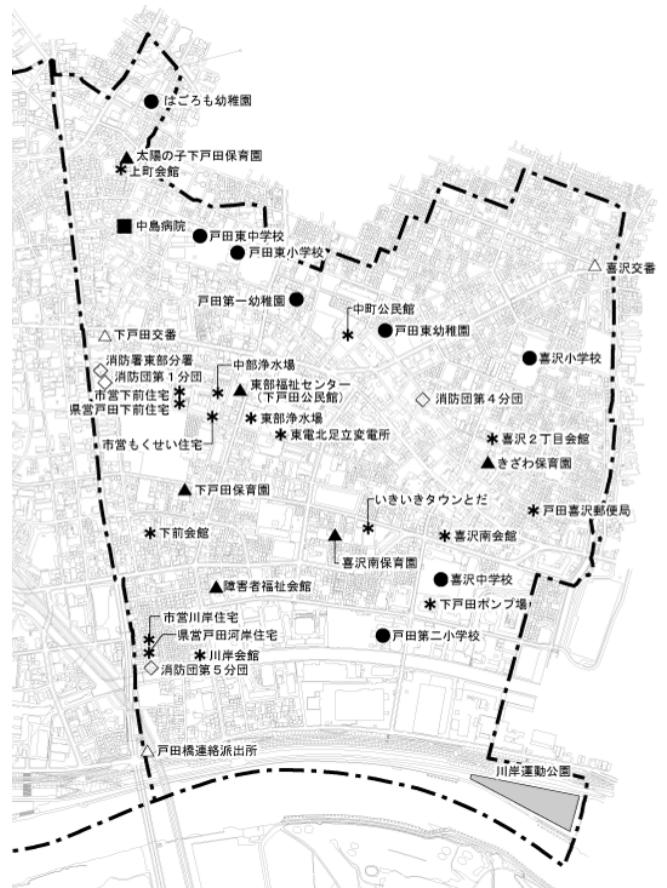 はごろも幼稚園
太陽の子下戸田保育園
上町会館
中島病院
戸田東中学校
戸田東小学校
喜沢交番
戸田第一幼稚園
中町公民館
戸田東幼稚園
下戸田交番
喜沢小学校
消防署東部分署
中部浄水場
消防団第1分団
東部福祉センター
(下戸田公民館)
市営下前住宅
県営戸田下前住宅
消防団第4分団
東部浄水場
東電北足立変電所
市営もくせい住宅
喜沢2丁目会館
きざわ保育園
下戸田保育園
いきいきタウンとだ
戸田喜沢郵便局
下前会館
喜沢南会館
喜沢南保育園
喜沢中学校
障害者福祉会館
下戸田ポンプ場
市営川岸住宅
県営戸田河岸住宅
戸田第二小学校
川岸会館
消防団第5分団
戸田橋連絡派出所
川岸運動公園